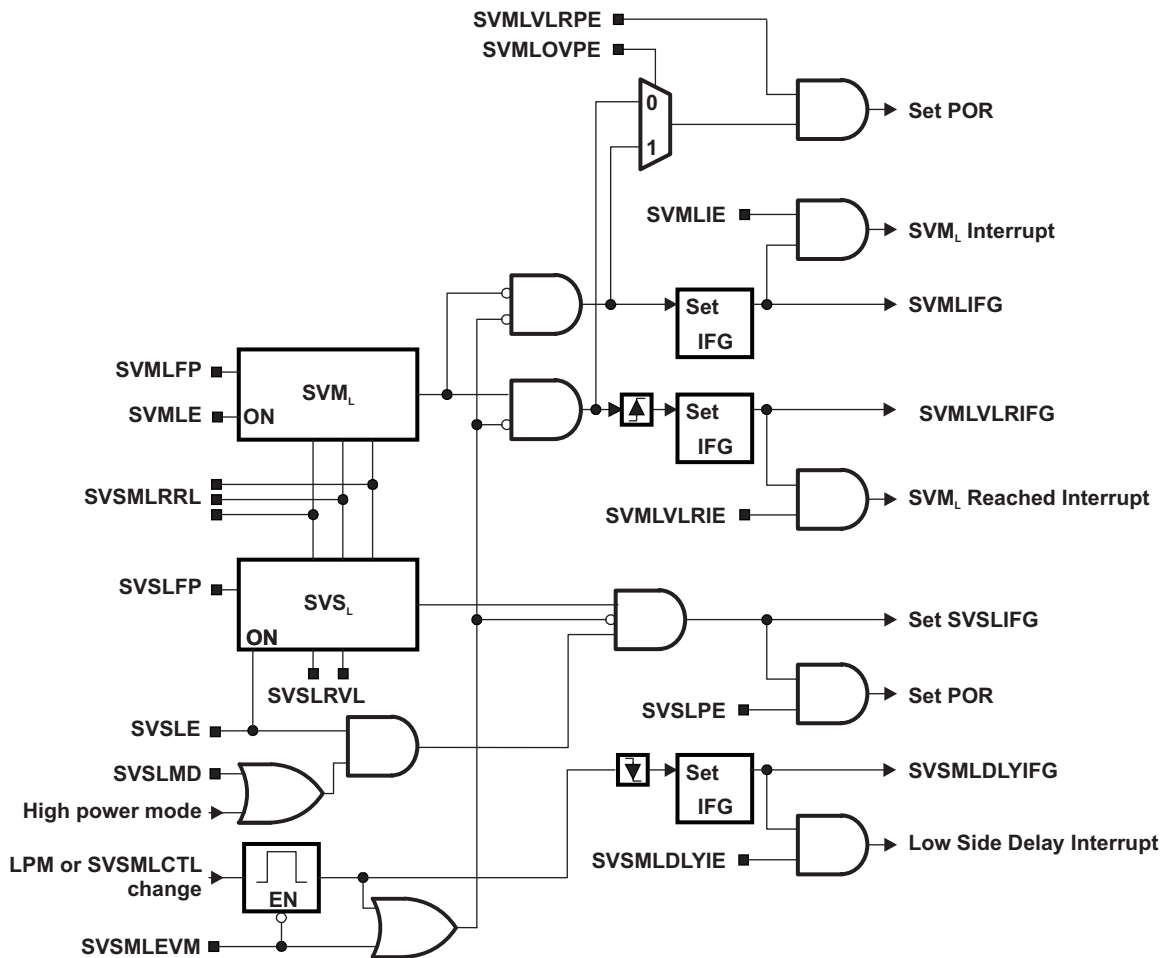 SVMLVLRPE
SVMLOVPE
0
1
Set POR
SVMLIE
SVML Interrupt
Set
IFG
SVMLIFG
SVMLFP
SVML
SVMLE
ON
Set
IFG
SVMLVLRIFG
SVSMLRRL
SVMLVLRIE
SVML Reached Interrupt
SVSLFP
SVSL
ON
Set SVSLIFG
SVSLRVL
SVSLPE
Set POR
SVSLE
SVSLMD
High power mode
Set
IFG
SVSMLDLYIFG
LPM or SVSMLCTL
change
EN
SVSMLDLYIE
Low Side Delay Interrupt
SVSMLEVM